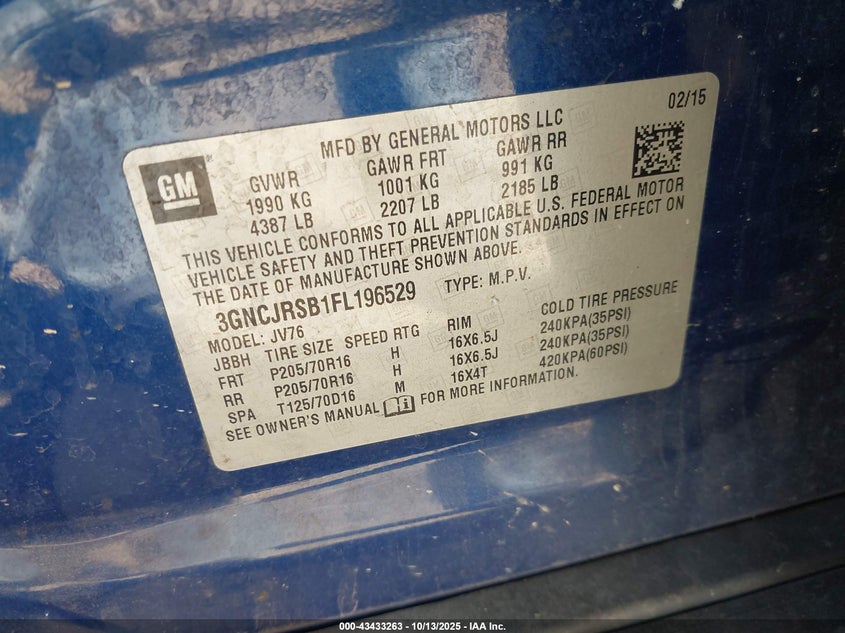 02/15
MFD BY GENERAL MOTORS LLC
GM
GVWR GAWR FRT GAWR RR
1990 KG 1001 KG 991 KG
4387 LB 2207 LB 2185 LB
THIS VEHICLE CONFORMS TO ALL APPLICABLE U.S. FEDERAL MOTOR
VEHICLE SAFETY AND THEFT PREVENTION STANDARDS IN EFFECT ON
THE DATE OF MANUFACTURE SHOWN ABOVE.
3GNCJRSB1FL196529 TYPE: M.P.V.
MODEL: JV76
JBBH TIRE SIZE SPEED RTG RIM COLD TIRE PRESSURE
FRT P205/70R16 H 16X6.5J 240KPA(35PSI)
RR P205/70R16 H 16X6.5J 240KPA(35PSI)
SPA T125/70D16 M 16X4T 420KPA(60PSI)
SEE OWNER'S MANUAL FOR MORE INFORMATION.
000-43433263 - 10/13/2025 - IAA Inc.